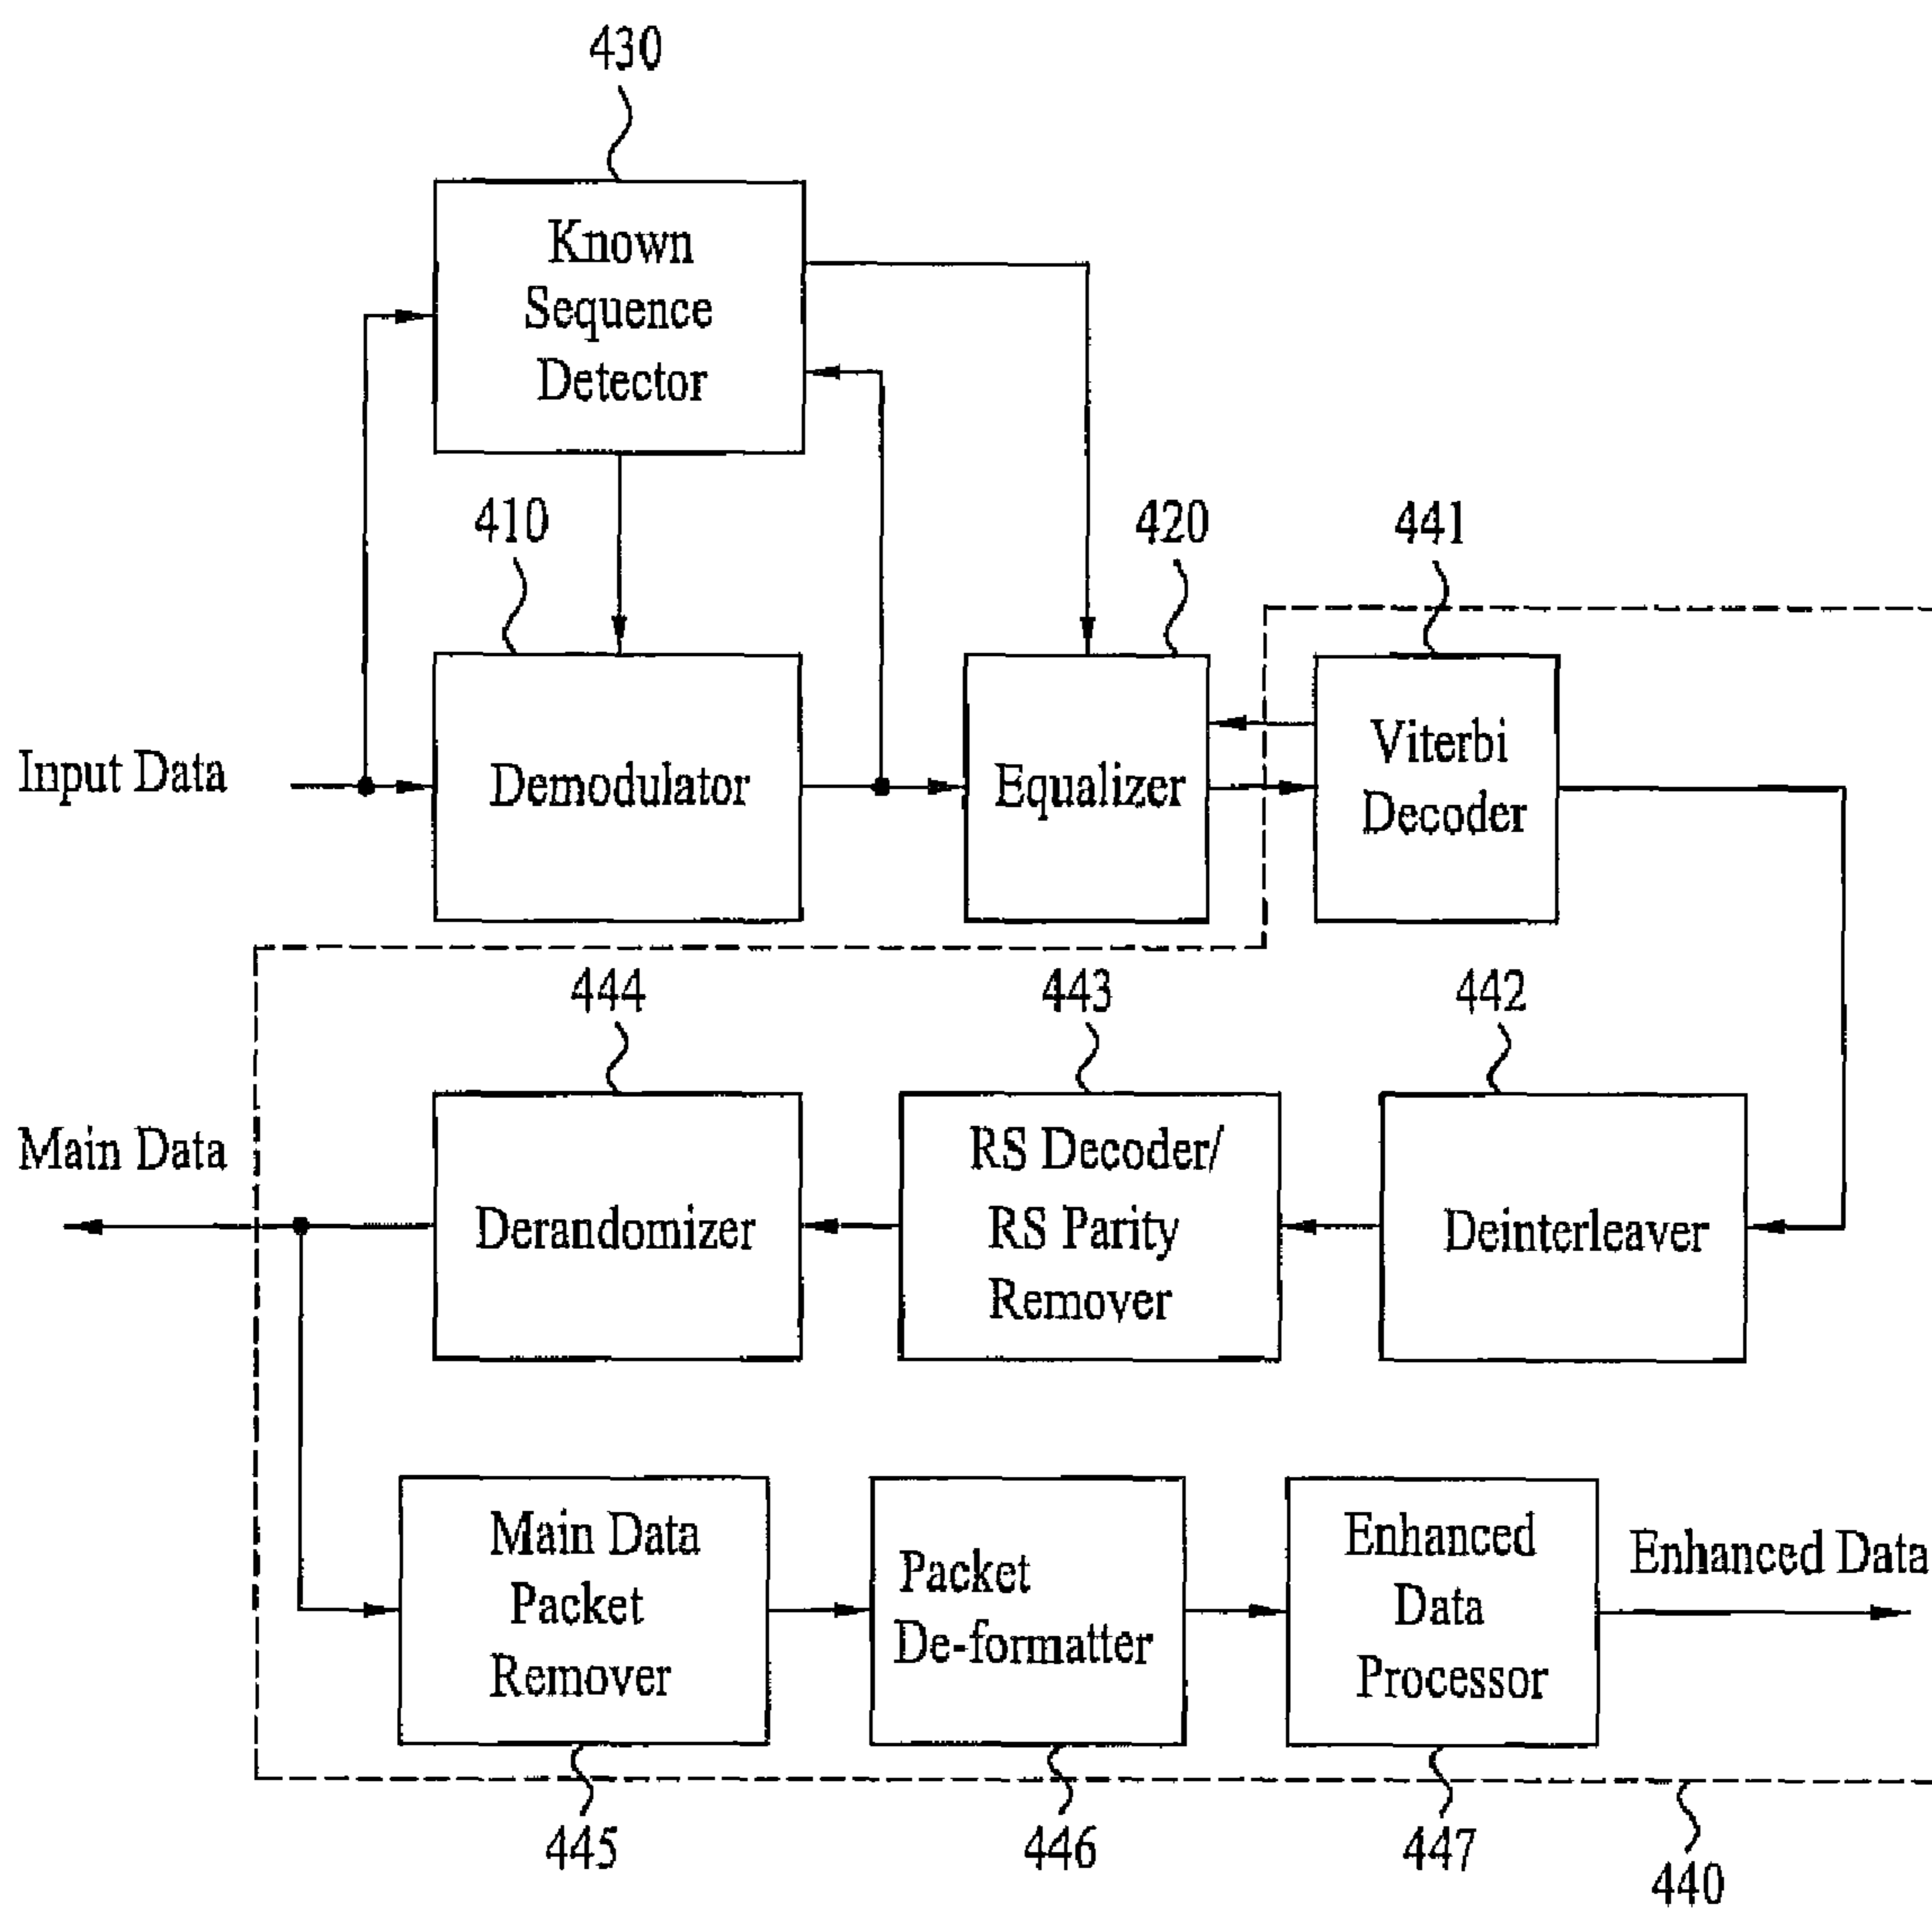 430
Known
Sequence
Detector
410
420
441
Input Data
Demodulator
Equalizer
Viterbi
Decoder
444
443
442
Main Data
Derandomizer
RS Decoder/
RS Parity
Remover
Deinterleaver
Main Data
Packet
Remover
Packet
De-formatter
Enhanced
Data
Processor
Enhanced Data
445
446
447
440